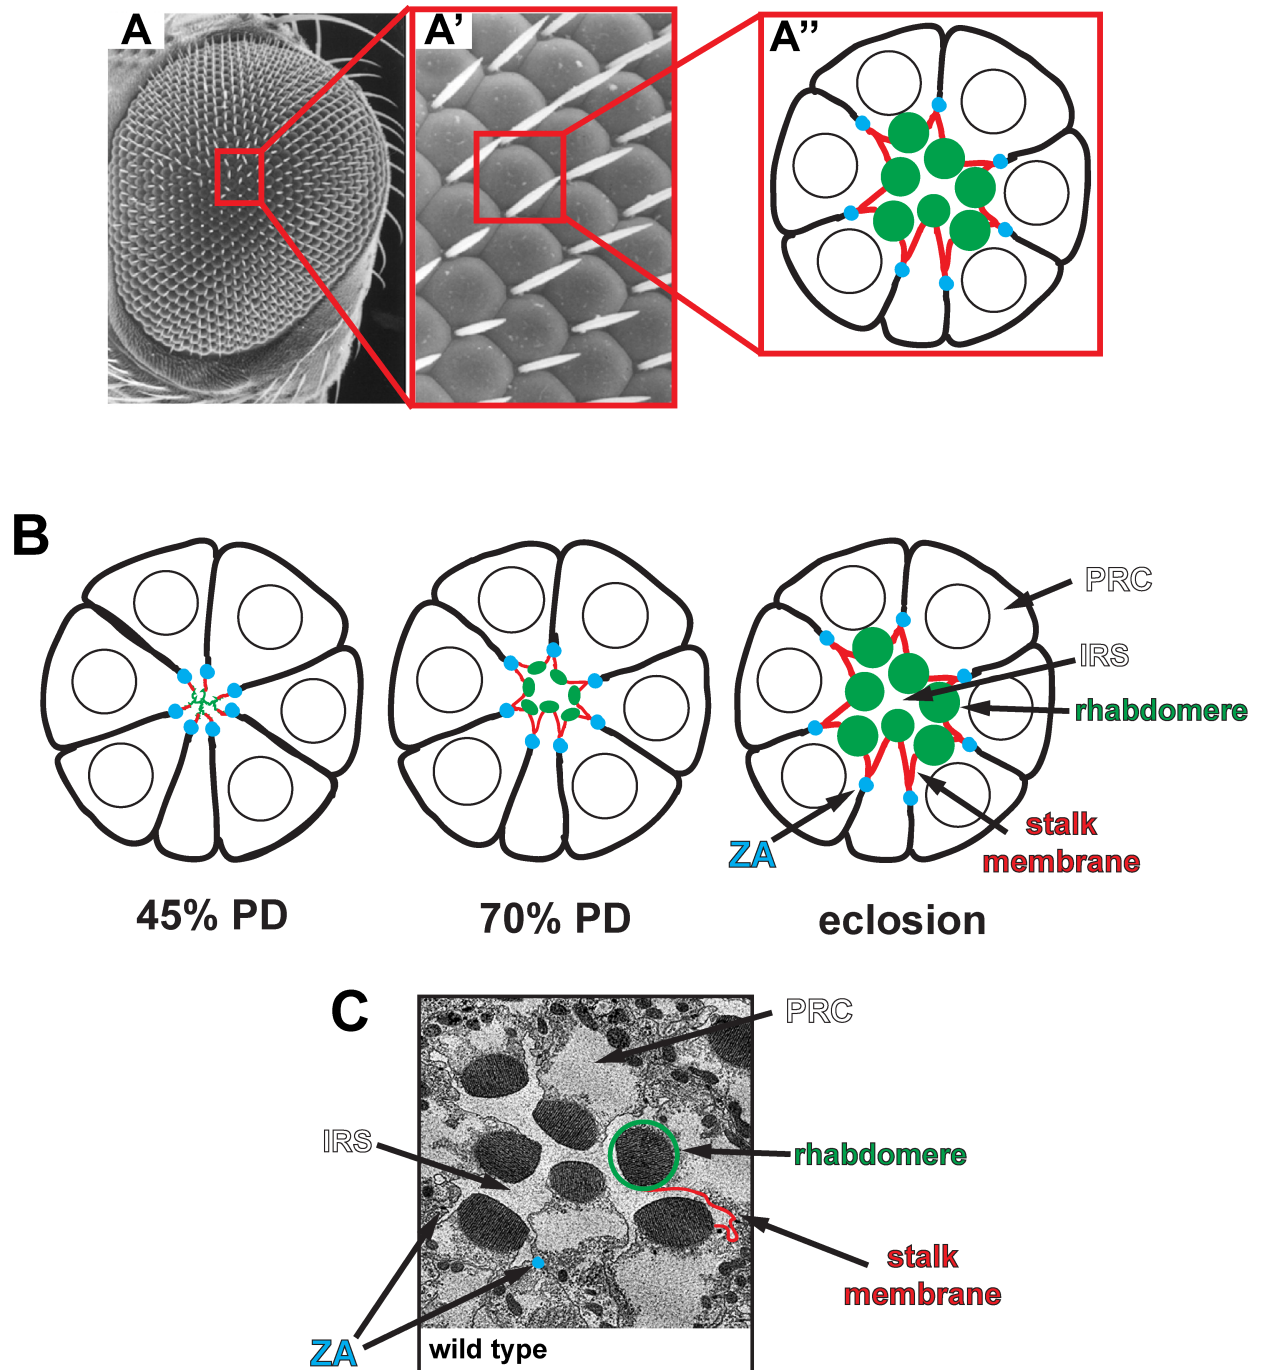 A
A’
A’’
B
PRC
IRS
rhabdomere
stalk
membrane
ZA
45% PD
70% PD
eclosion
C
PRC
IRS
rhabdomere
stalk
membrane
ZA
wild type